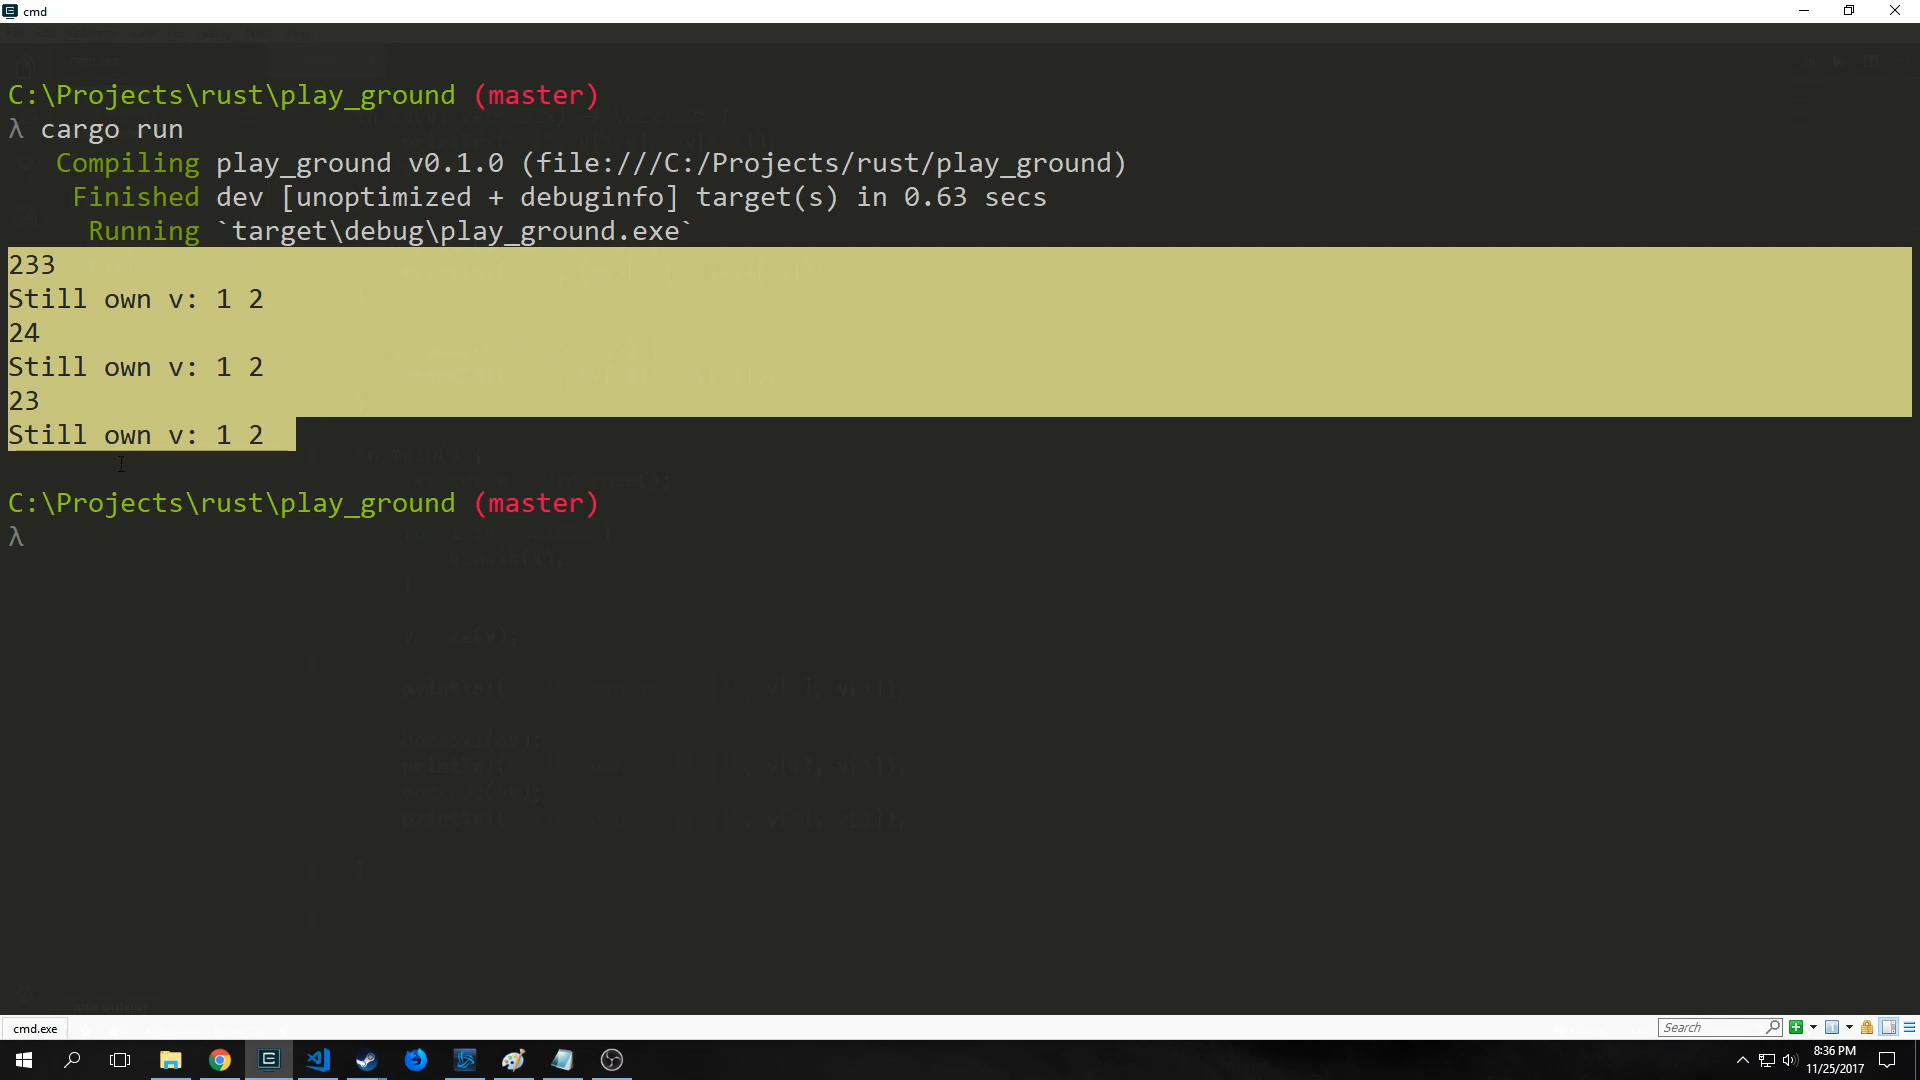 cmd
C:\Projects\rust\play_ground (master)
λ cargo run
Compiling play_ground v0.1.0 (file:///C:/Projects/rust/play_ground)
Finished dev [unoptimized + debuginfo] target(s) in 0.63 secs
Running `target\debug\play_ground.exe`
233
Still own v: 1 2
24
Still own v: 1 2
23
Still own v: 1 2
C:\Projects\rust\play_ground (master)
λ
cmd.exe
Search
8:36 PM
11/25/2017